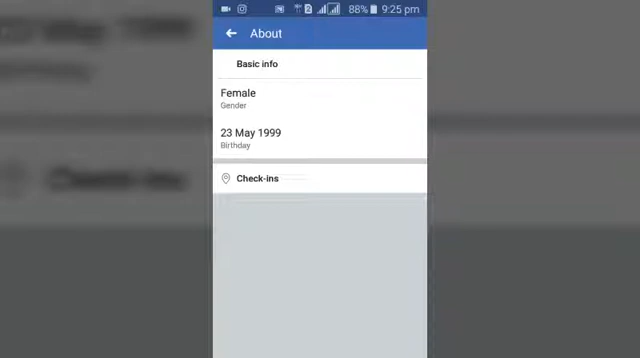 88% 9:25 pm
About
Basic info
Female
Gender
23 May 1999
Birthday
Check-ins